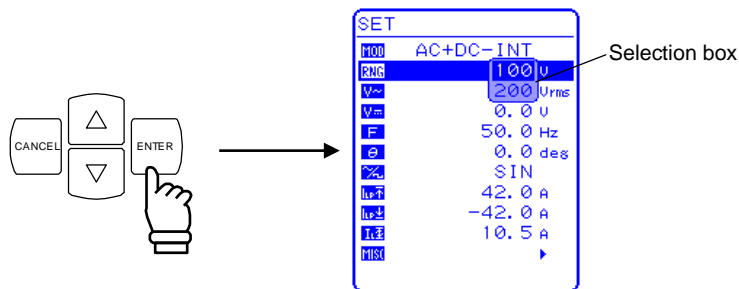 SET
MOD AC+DC-INT
RNG 100 V
V~ 200 Vrms
V⎓ 0.0 V
F 50.0 Hz
θ 0.0 deg
SIN
42.0 A
-42.0 A
10.5 A
MISC
Selection box
CANCEL
ENTER